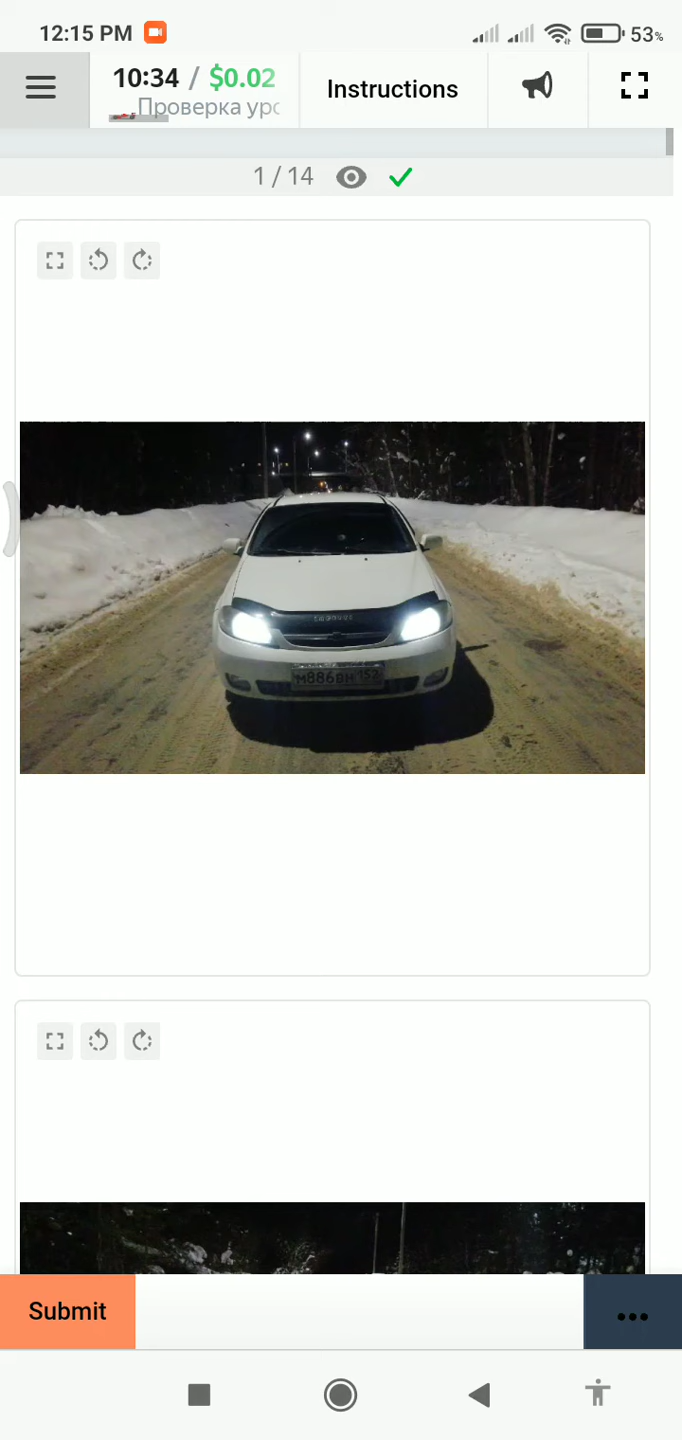 12:15 PM
53%
10:34 / $0.02
Проверка урс
Instructions
1 / 14
М886ВН 152
Submit